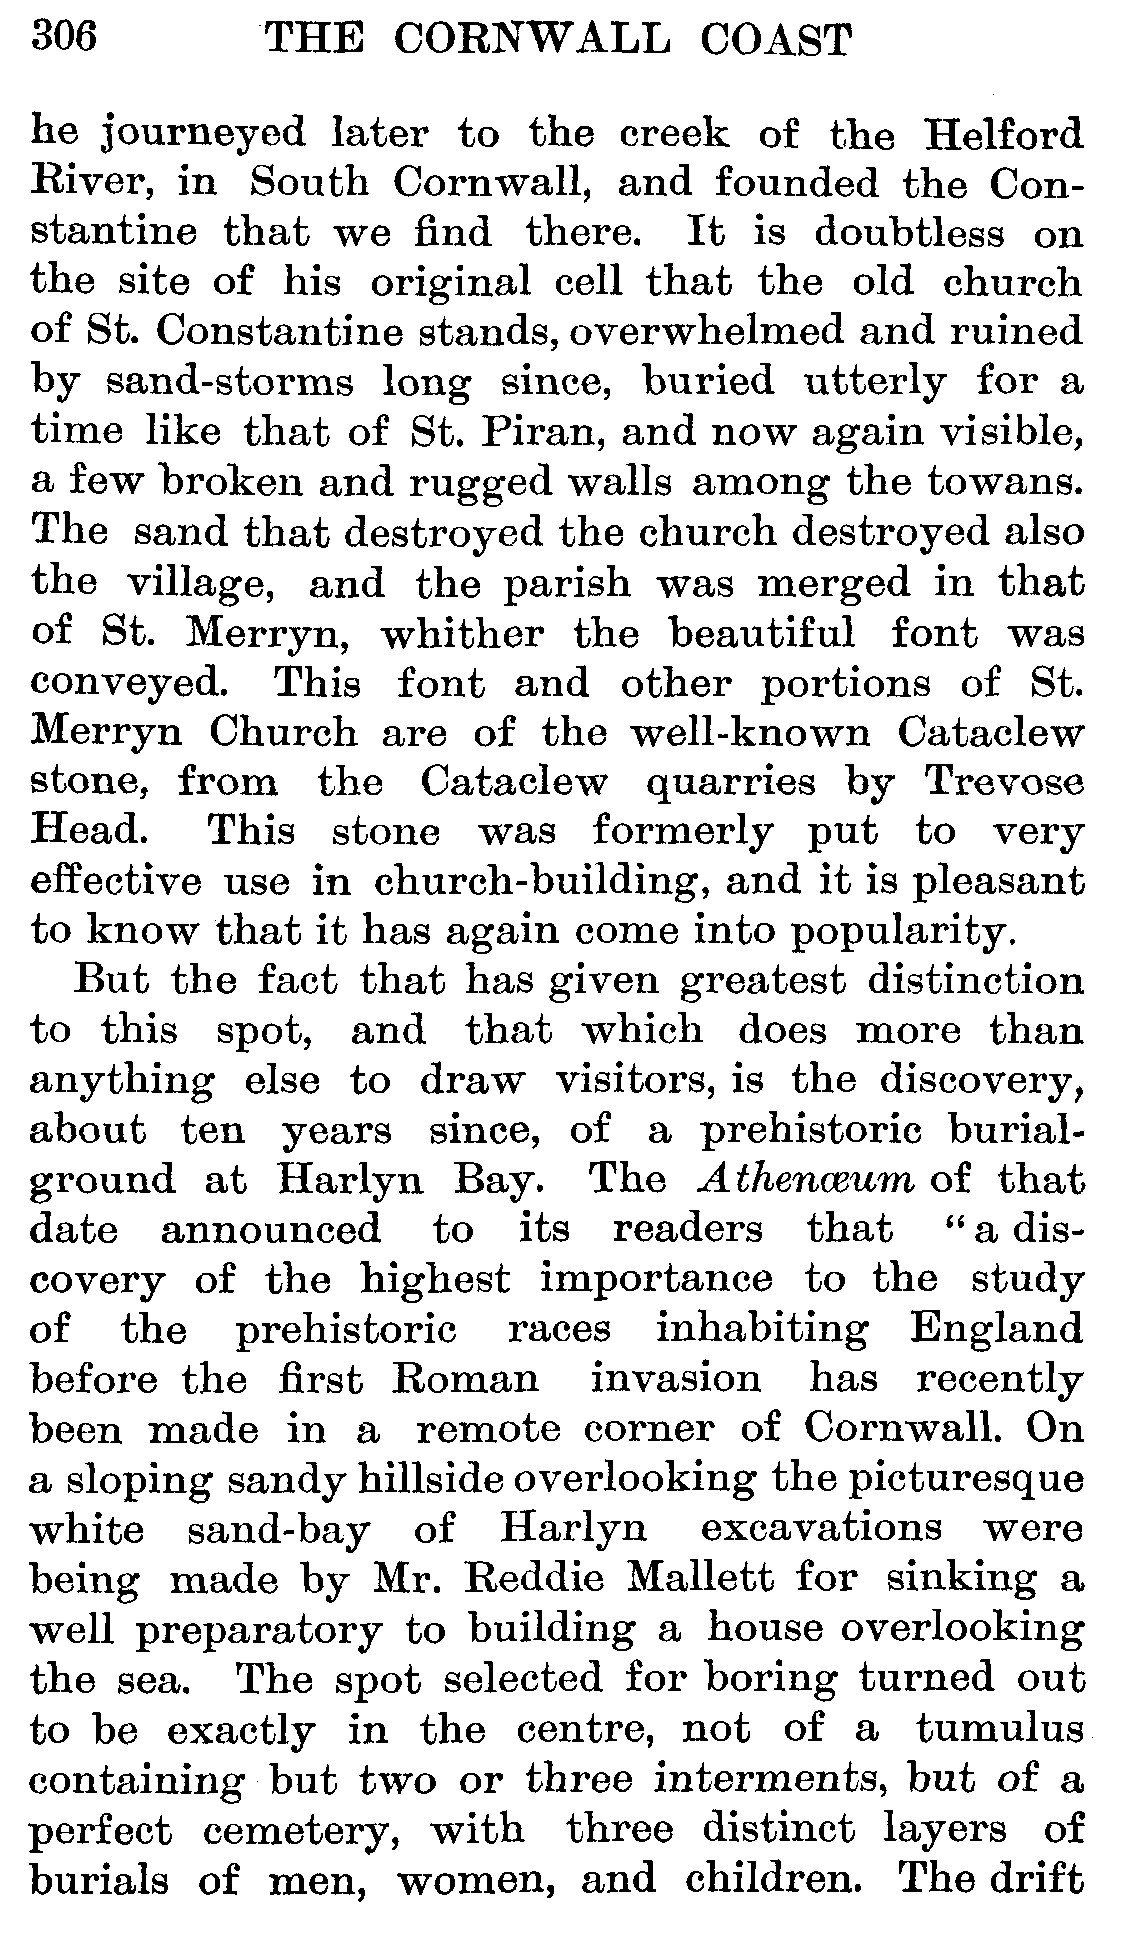 306 THE CORNWALL COAST
he journeyed later to the creek of the Helford
River, in South Cornwall, and founded the Con-
stantine that we find there. It is doubtless on
the site of his original cell that the old church
of St. Constantine stands, overwhelmed and ruined
by sand-storms long since, buried utterly for a
time like that of St. Piran, and now again visible,
a few broken and rugged walls among the towans.
The sand that destroyed the church destroyed also
the village, and the parish was merged in that
of St. Merryn, whither the beautiful font was
conveyed. This font and other portions of St.
Merryn Church are of the well-known Cataclew
stone, from the Cataclew quarries by Trevose
Head. This stone was formerly put to very
effective use in church-building, and it is pleasant
to know that it has again come into popularity.
But the fact that has given greatest distinction
to this spot, and that which does more than
anything else to draw visitors, is the discovery,
about ten years since, of a prehistoric burial-
ground at Harlyn Bay. The Athenœum of that
date announced to its readers that “a dis-
covery of the highest importance to the study
of the prehistoric races inhabiting England
before the first Roman invasion has recently
been made in a remote corner of Cornwall. On
a sloping sandy hillside overlooking the picturesque
white sand-bay of Harlyn excavations were
being made by Mr. Reddie Mallett for sinking a
well preparatory to building a house overlooking
the sea. The spot selected for boring turned out
to be exactly in the centre, not of a tumulus
containing but two or three interments, but of a
perfect cemetery, with three distinct layers of
burials of men, women, and children. The drift